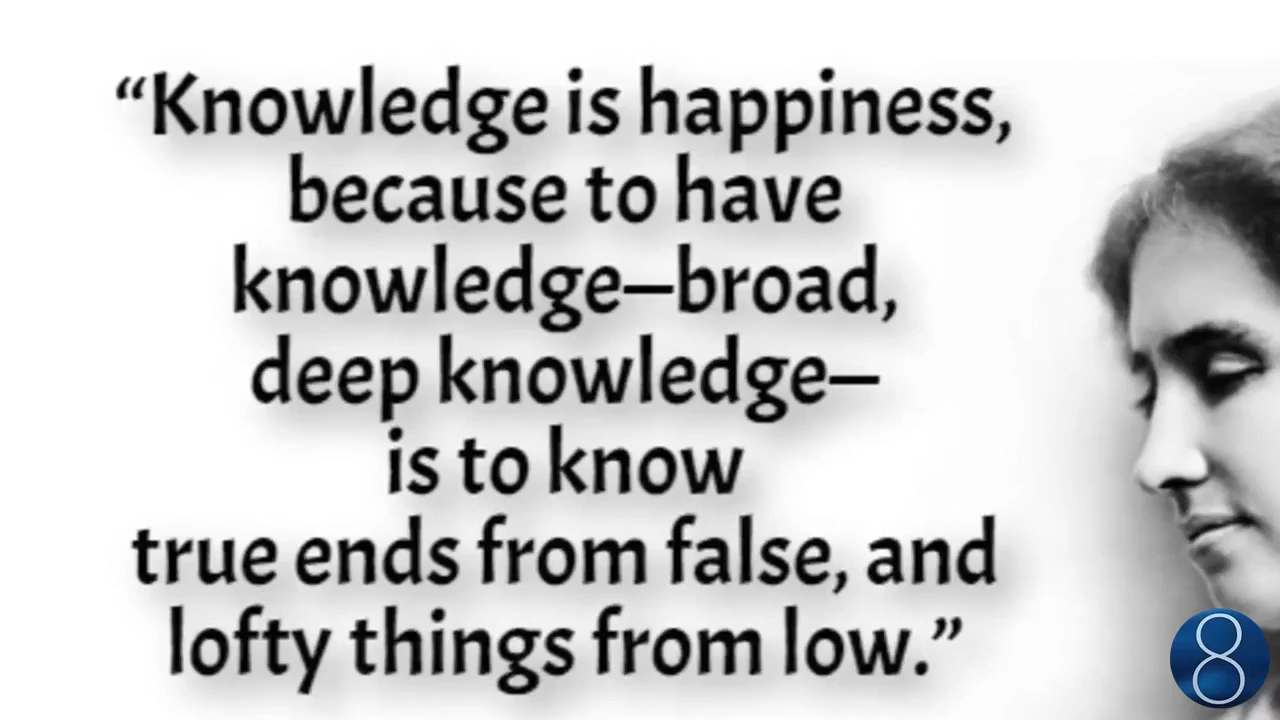 “Knowledge is happiness,
because to have
knowledge—broad,
deep knowledge—
is to know
true ends from false, and
lofty things from low.”
8